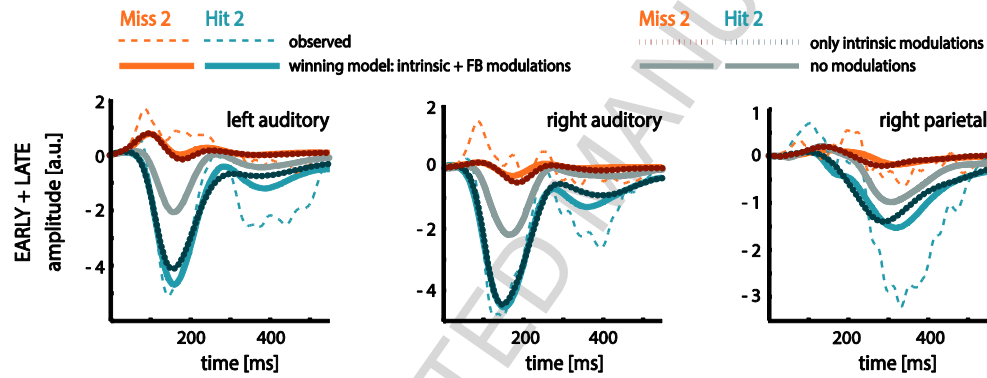 Miss 2 Hit 2
observed
winning model: intrinsic + FB modulations
Miss 2 Hit 2
only intrinsic modulations
no modulations
EARLY + LATE
amplitude [a.u.]
left auditory
2
0
- 2
- 4
200 400
time [ms]
right auditory
2
0
- 2
- 4
200 400
time [ms]
right parietal
1
0
- 1
- 2
- 3
200 400
time [ms]